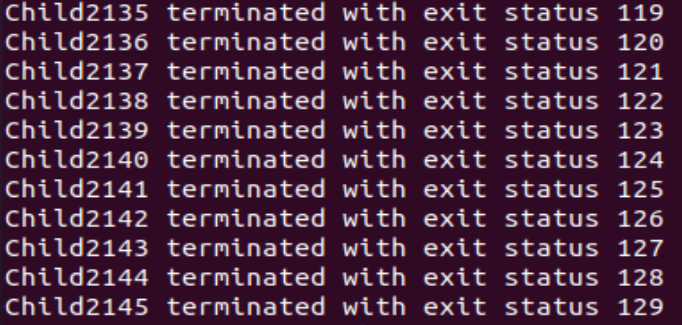 Child2135 terminated with exit status 119
Child2136 terminated with exit status 120
Child2137 terminated with exit status 121
Child2138 terminated with exit status 122
Child2139 terminated with exit status 123
Child2140 terminated with exit status 124
Child2141 terminated with exit status 125
Child2142 terminated with exit status 126
Child2143 terminated with exit status 127
Child2144 terminated with exit status 128
Child2145 terminated with exit status 129